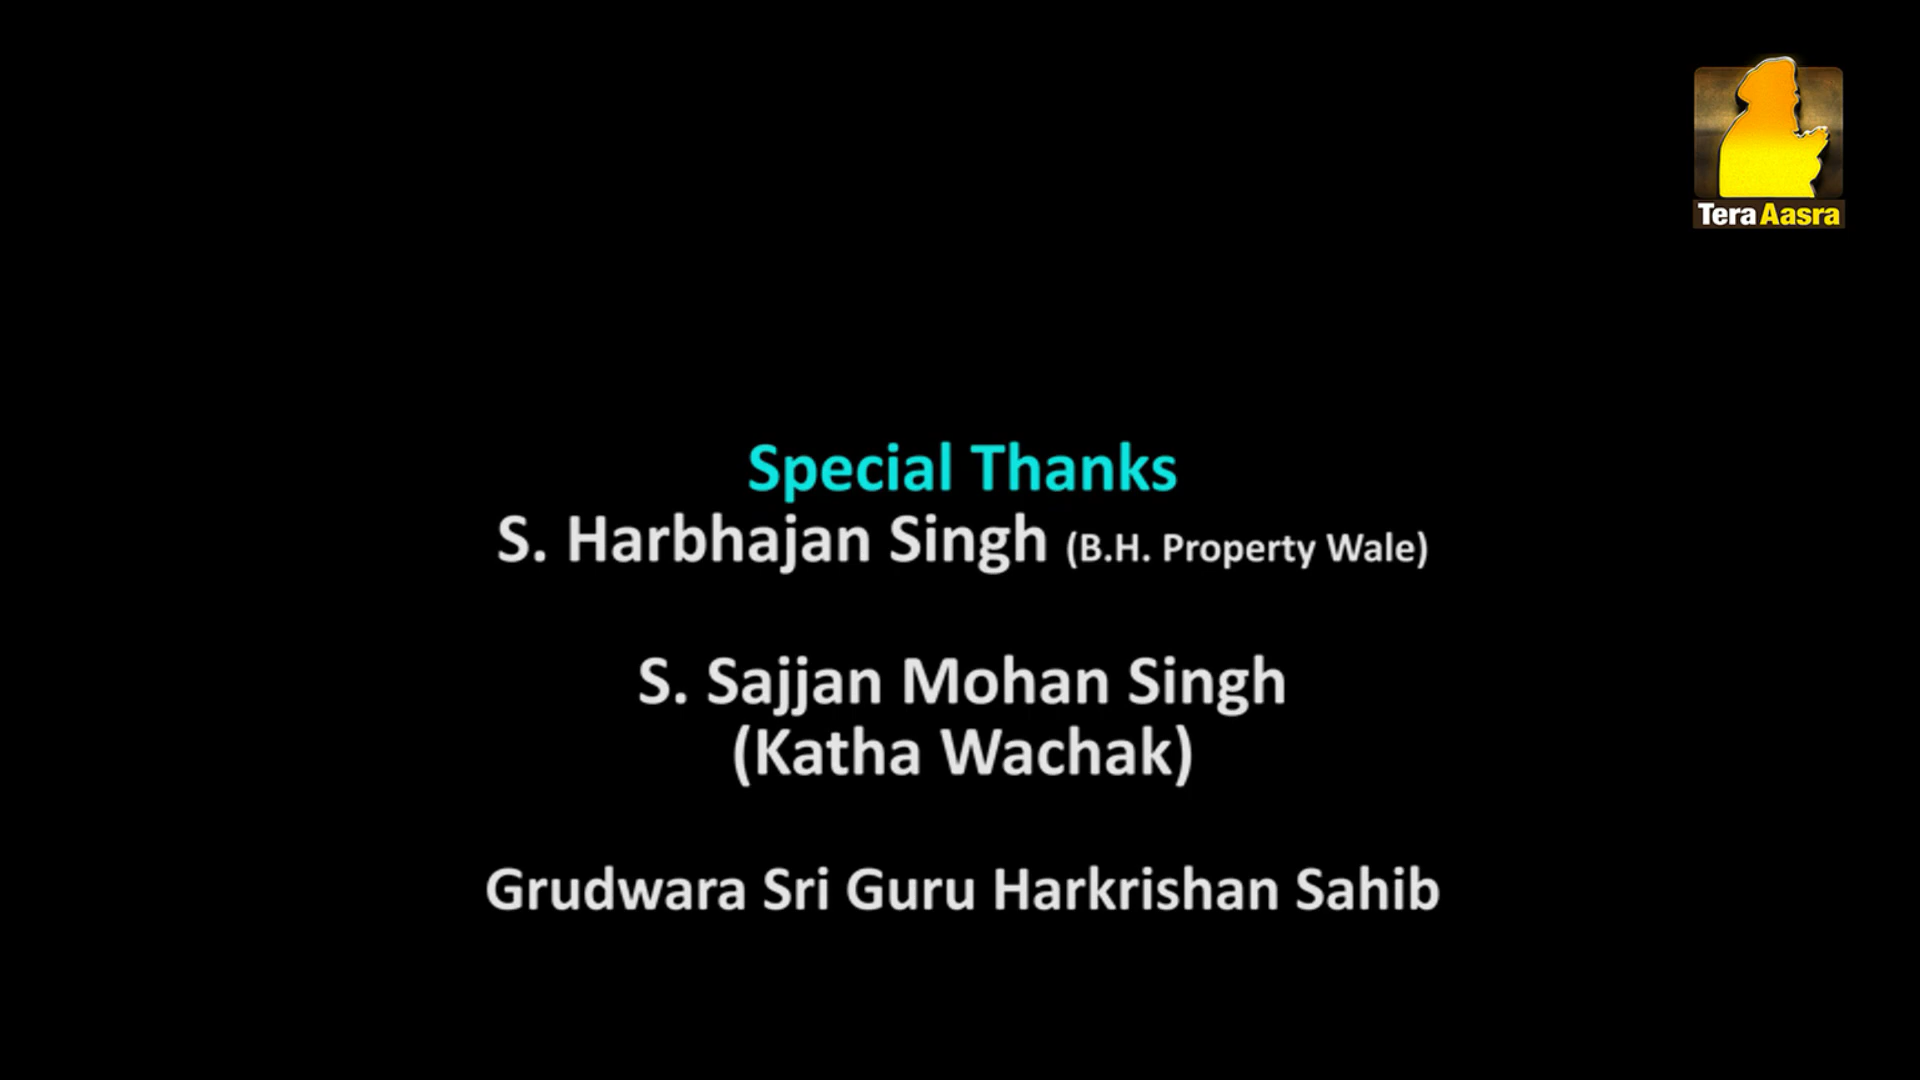 Tera Aasra
Special Thanks
S. Harbhajan Singh (B.H. Property Wale)
S. Sajjan Mohan Singh
(Katha Wachak)
Grudwara Sri Guru Harkrishan Sahib